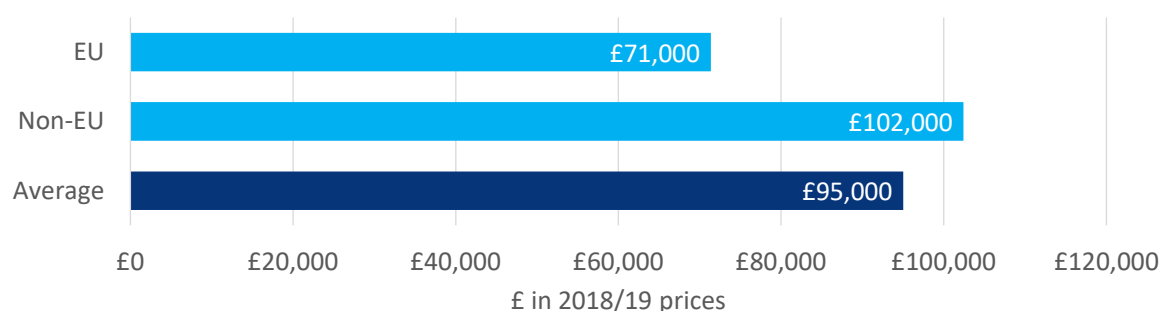 EU £71,000
Non-EU £102,000
Average £95,000
£0 £20,000 £40,000 £60,000 £80,000 £100,000 £120,000
£ in 2018/19 prices